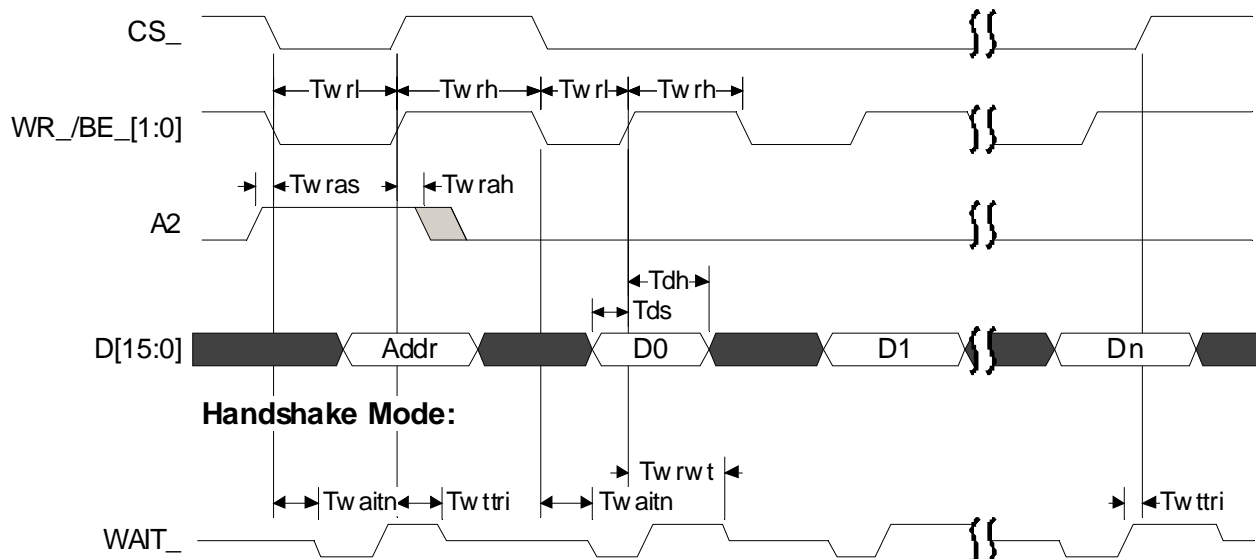 CS_
Twrl Twrh Twrl Twrh
WR_/BE_[1:0]
Twras Twrah
A2
Tdh
Tds
D[15:0] Addr D0 D1 Dn
Handshake Mode:
Twrwt
Twaitn Twttri Twaitn Twttri
WAIT_